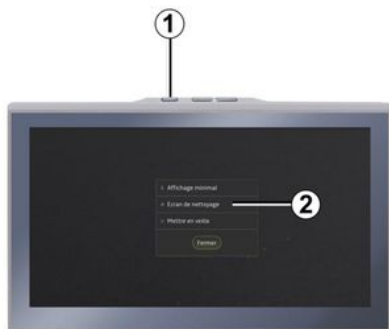 1
Affichage minimal
Ecran de nettoyage
2
Mettre en veille
Fermer